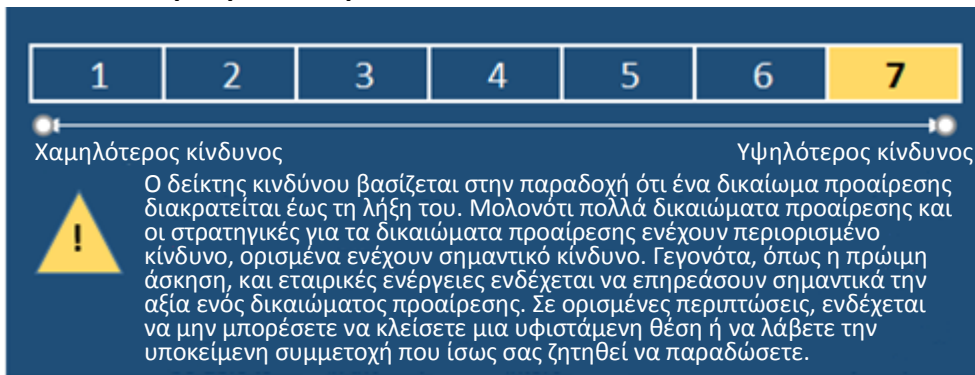 1 2 3 4 5 6 7
Χαμηλότερος κίνδυνος Υψηλότερος κίνδυνος
Ο δείκτης κινδύνου βασίζεται στην παραδοχή ότι ένα δικαίωμα προαίρεσης
διακρατείται έως τη λήξη του. Μολονότι πολλά δικαιώματα προαίρεσης και
οι στρατηγικές για τα δικαιώματα προαίρεσης ενέχουν περιορισμένο
κίνδυνο, ορισμένα ενέχουν σημαντικό κίνδυνο. Γεγονότα, όπως η πρώιμη
άσκηση, και εταιρικές ενέργειες ενδέχεται να επηρεάσουν σημαντικά την
αξία ενός δικαιώματος προαίρεσης. Σε ορισμένες περιπτώσεις, ενδέχεται
να μην μπορέσετε να κλείσετε μια υφιστάμενη θέση ή να λάβετε την
υποκείμενη συμμετοχή που ίσως σας ζητηθεί να παραδώσετε.